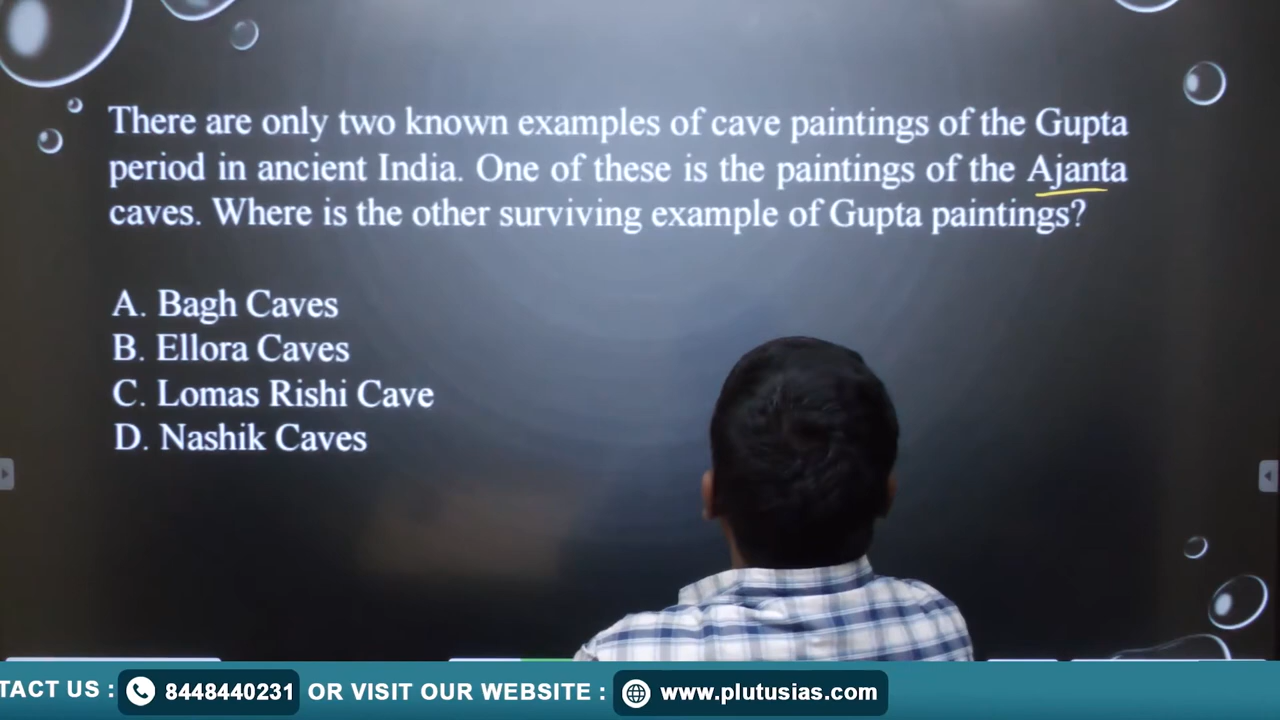 There are only two known examples of cave paintings of the Gupta
period in ancient India. One of these is the paintings of the Ajanta
caves. Where is the other surviving example of Gupta paintings?
A. Bagh Caves
B. Ellora Caves
C. Lomas Rishi Cave
D. Nashik Caves
TACT US : 8448440231 OR VISIT OUR WEBSITE : www.plutusias.com